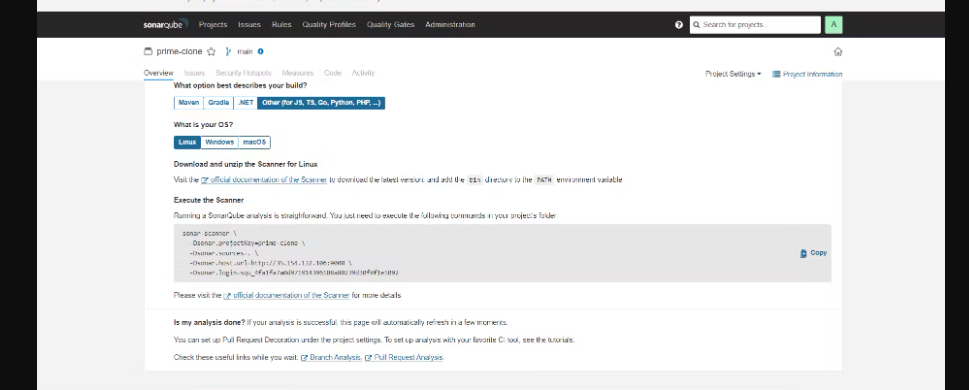 sonarqube Projects Issues Rules Quality Profiles Quality Gates Administration Search for projects... A
prime-clone main
Overview Issues Security Hotspots Measures Code Activity Project Settings Project Information
What option best describes your build?
Maven Gradle .NET Other (for JS, TS, Go, Python, PHP, ...)
What is your OS?
Linux Windows macOS
Download and unzip the Scanner for Linux
Visit the official documentation of the Scanner to download the latest version, and add the bin directory to the PATH environment variable
Execute the Scanner
Running a SonarQube analysis is straighforward. You just need to execute the following commands in your project's folder
sonar-scanner \
-Dsonar.projectKey=prime-clone \
-Dsonar.sources=. \
-Dsonar.host.url=http://35.154.132.106:9000 \
Copy
Please visit the official documentation of the Scanner for more details
Is my analysis done? If your analysis is successful, this page will automatically refresh in a few moments.
You can set up Pull Request Decoration under the project settings. To set up analysis with your favorite CI tool, see the tutorials.
Check these useful links while you wait: Branch Analysis, Pull Request Analysis.